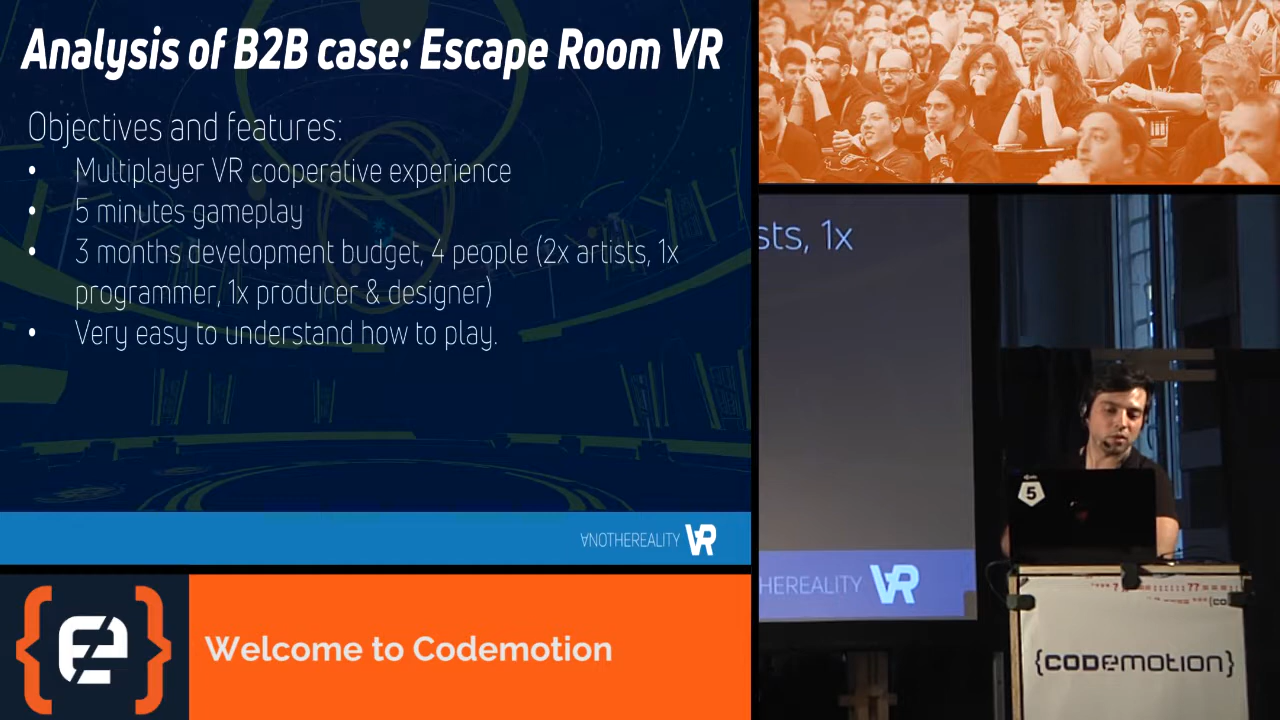 Analysis of B2B case: Escape Room VR
Objectives and features:
• Multiplayer VR cooperative experience
• 5 minutes gameplay
• 3 months development budget, 4 people (2x artists, 1x
programmer, 1x producer & designer)
• Very easy to understand how to play.
∀NOTHEREALITY VR
Welcome to Codemotion
sts, 1x
HEREALITY VR
5
{CODEMOTION}